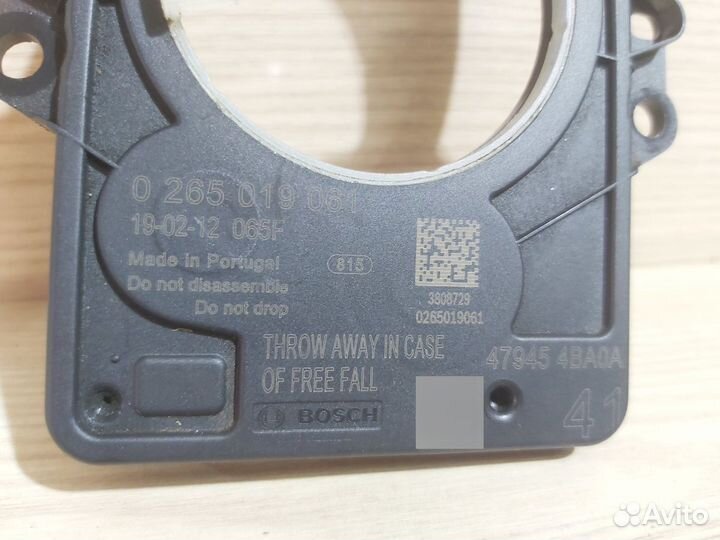 0 265 019 061
19-02-12 065F
Made in Portugal
815
Do not disassemble
Do not drop
3808729
0265019061
THROW AWAY IN CASE
OF FREE FALL
47945 4BA0A
41
BOSCH
Avito